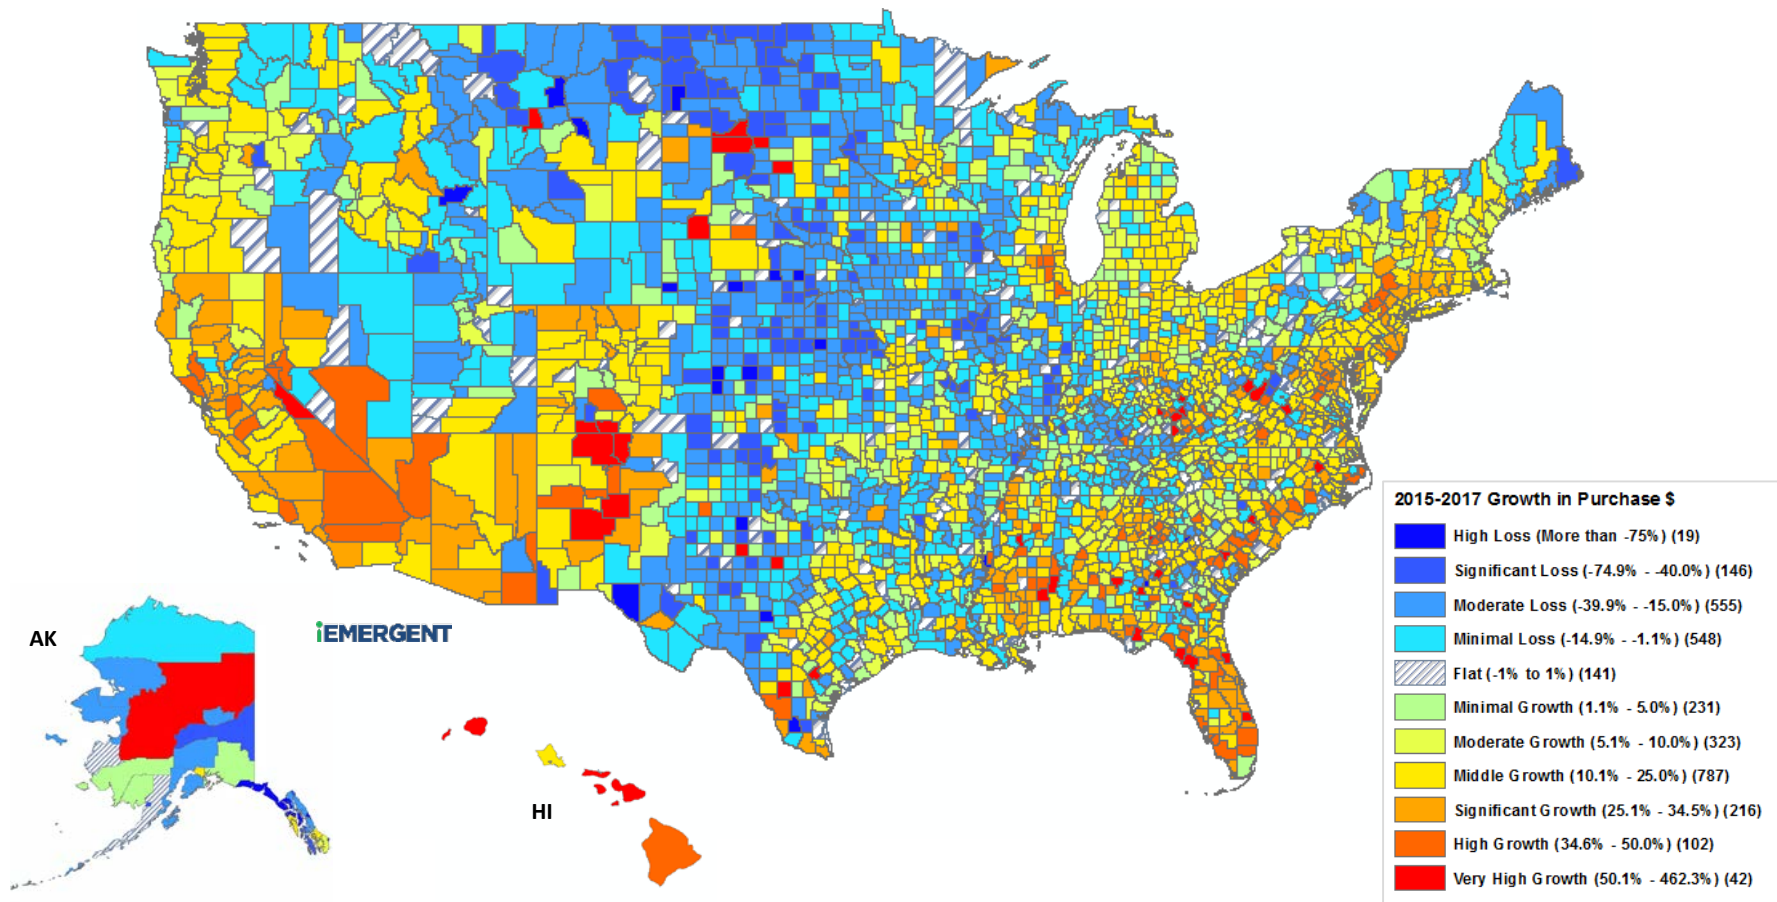 AK
iEMERGENT
HI
2015-2017 Growth in Purchase $
High Loss (More than -75%) (19)
Significant Loss (-74.9% - -40.0%) (146)
Moderate Loss (-39.9% - -15.0%) (555)
Minimal Loss (-14.9% - -1.1%) (548)
Flat (-1% to 1%) (141)
Minimal Growth (1.1% - 5.0%) (231)
Moderate Growth (5.1% - 10.0%) (323)
Middle Growth (10.1% - 25.0%) (787)
Significant Growth (25.1% - 34.5%) (216)
High Growth (34.6% - 50.0%) (102)
Very High Growth (50.1% - 462.3%) (42)